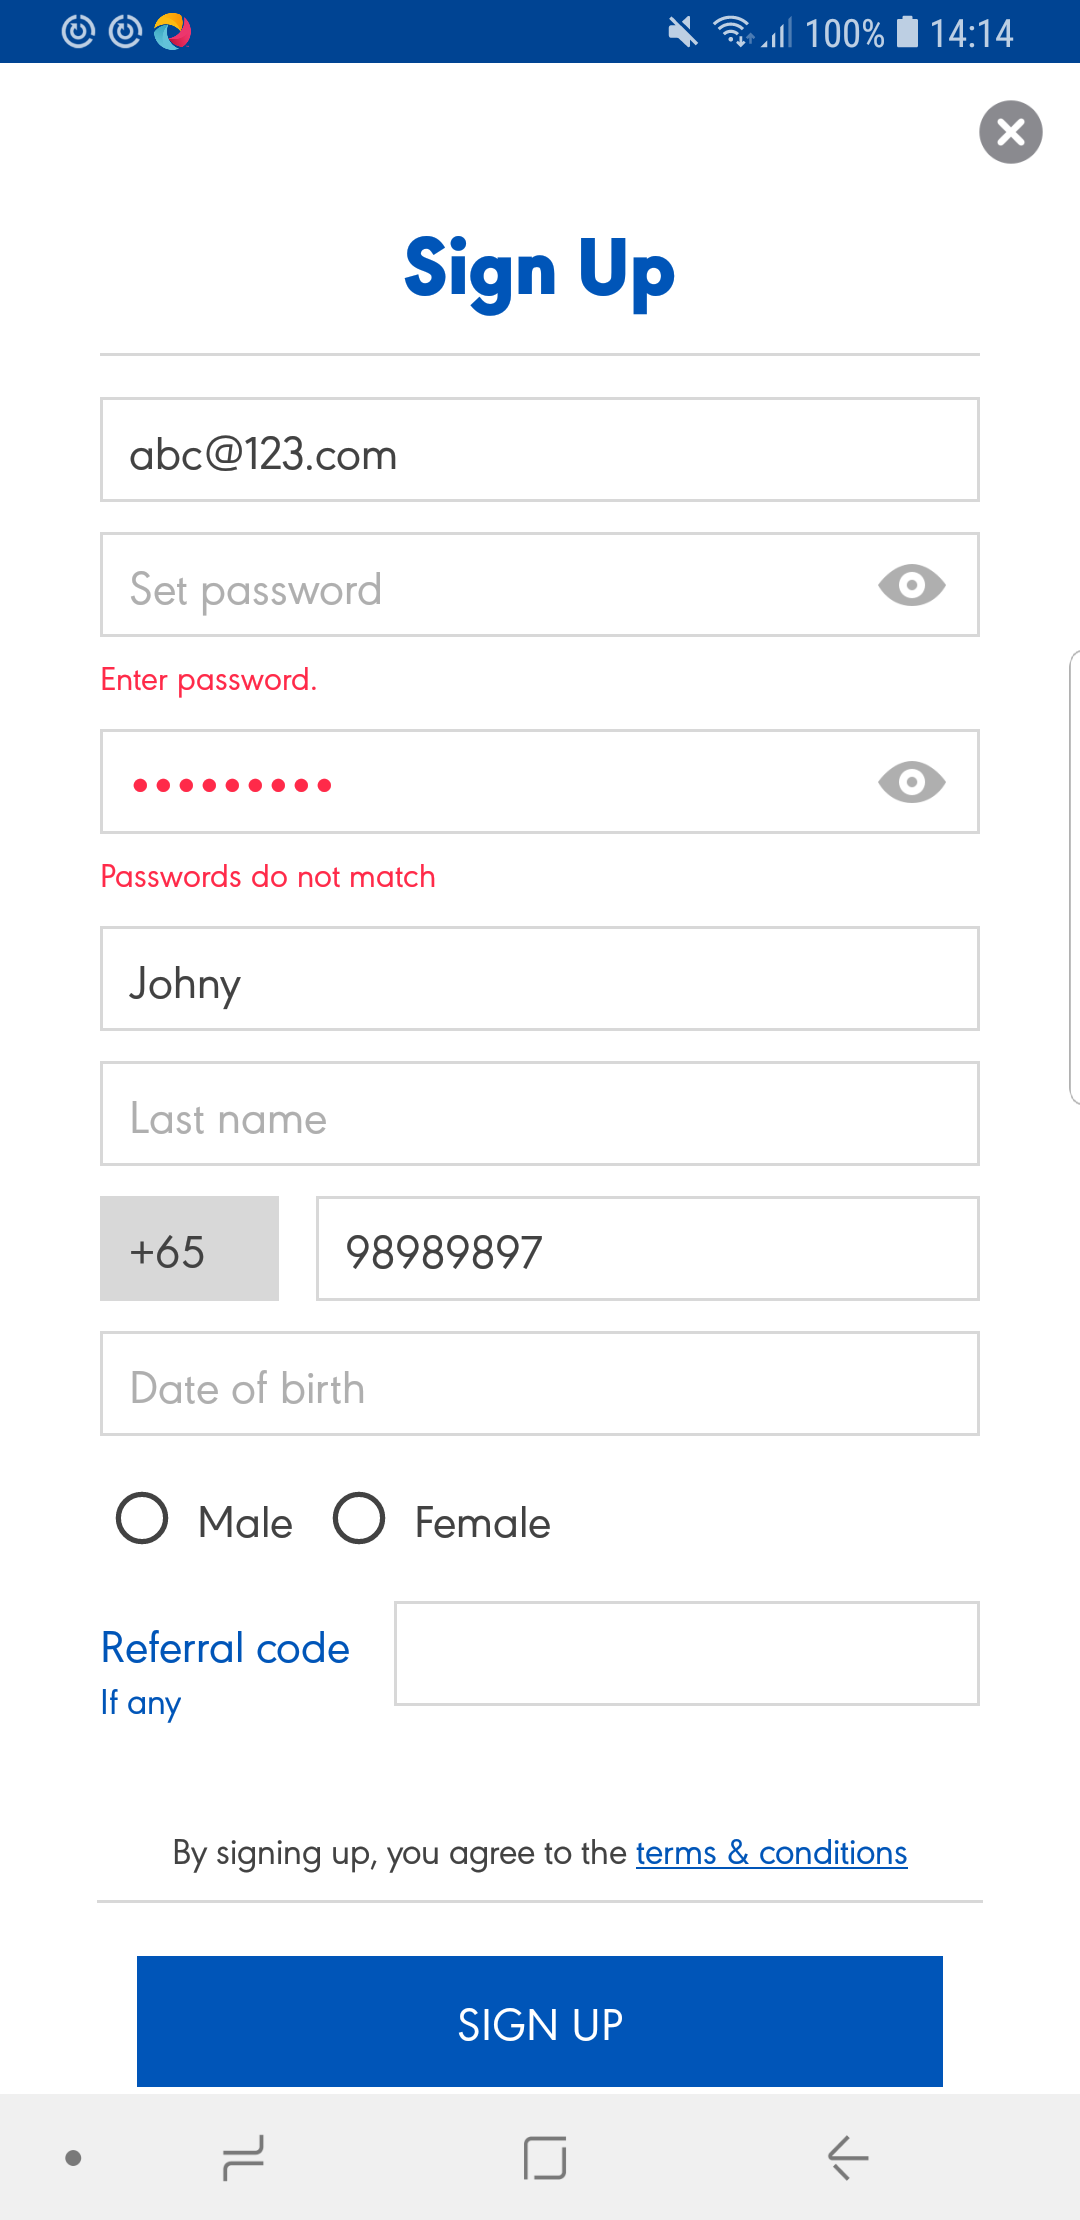 100% 14:14
Sign Up
abc@123.com
Set password
Enter password.
•••••••••
Passwords do not match
Johny
Last name
+65 98989897
Date of birth
Male Female
Referral code
If any
By signing up, you agree to the terms & conditions
SIGN UP